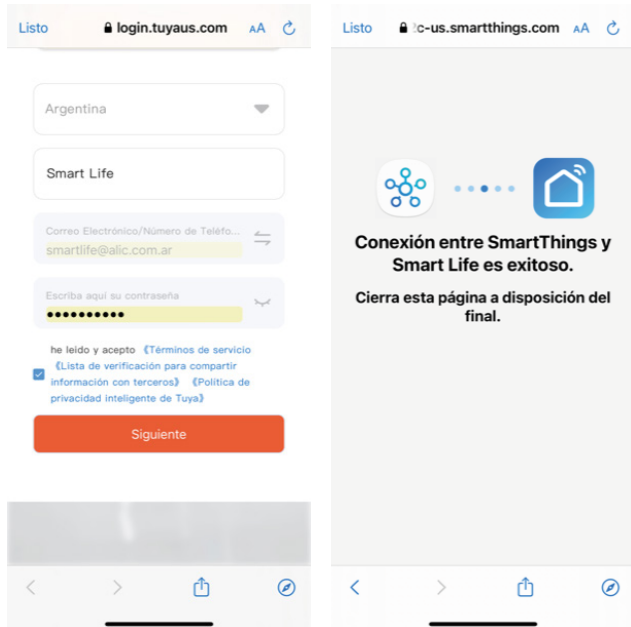 Listo
login.tuyaus.com
AA
Argentina
Smart Life
Correo Electrónico/Número de Teléfo...
smartlife@alic.com.ar
Escriba aquí su contraseña
●●●●●●●●●●
he leido y acepto 《Términos de servicio
《Lista de verificación para compartir
información con terceros》 《Política de
privacidad inteligente de Tuya》
Siguiente
Listo
c-us.smartthings.com
AA
Conexión entre SmartThings y
Smart Life es exitoso.
Cierra esta página a disposición del
final.